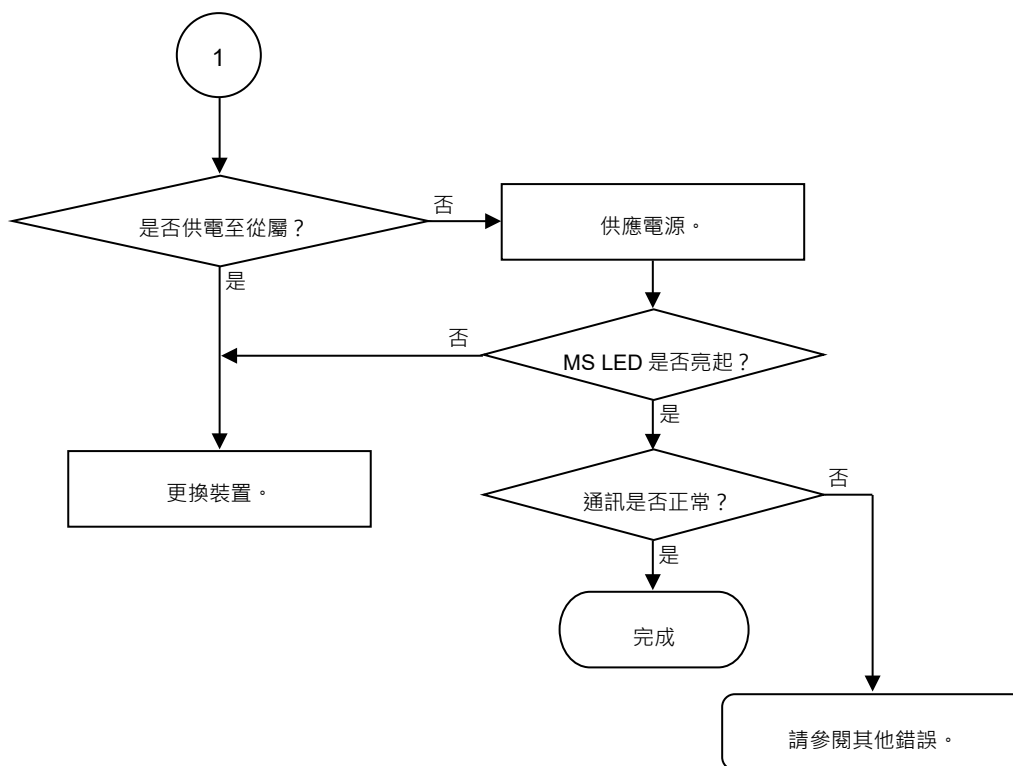 1
是否供電至從屬？
否
供應電源。
是
否
MS LED 是否亮起？
是
更換裝置。
通訊是否正常？
否
是
完成
請參閱其他錯誤。